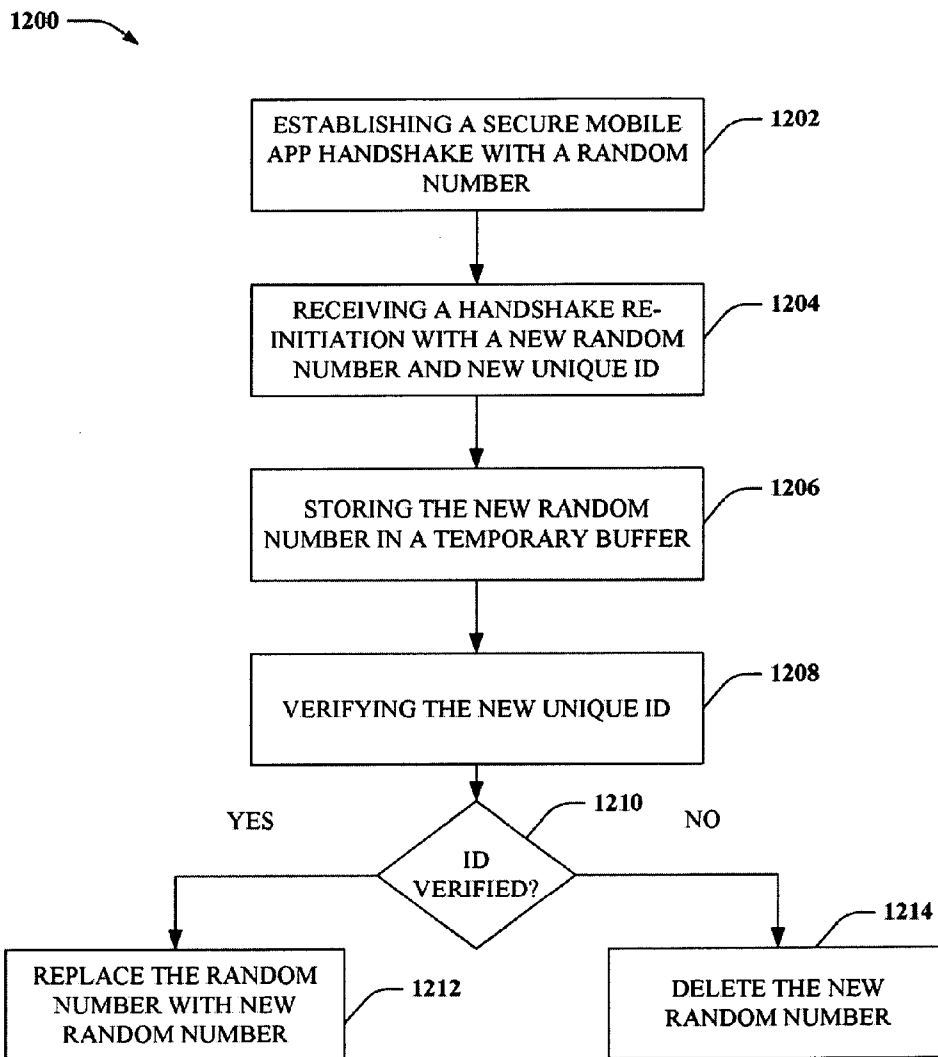 1200
ESTABLISHING A SECURE MOBILE
APP HANDSHAKE WITH A RANDOM
NUMBER
1202
RECEIVING A HANDSHAKE RE-
INITIATION WITH A NEW RANDOM
NUMBER AND NEW UNIQUE ID
1204
STORING THE NEW RANDOM
NUMBER IN A TEMPORARY BUFFER
1206
VERIFYING THE NEW UNIQUE ID
1208
YES
ID
VERIFIED?
1210
NO
REPLACE THE RANDOM
NUMBER WITH NEW
RANDOM NUMBER
1212
DELETE THE NEW
RANDOM NUMBER
1214